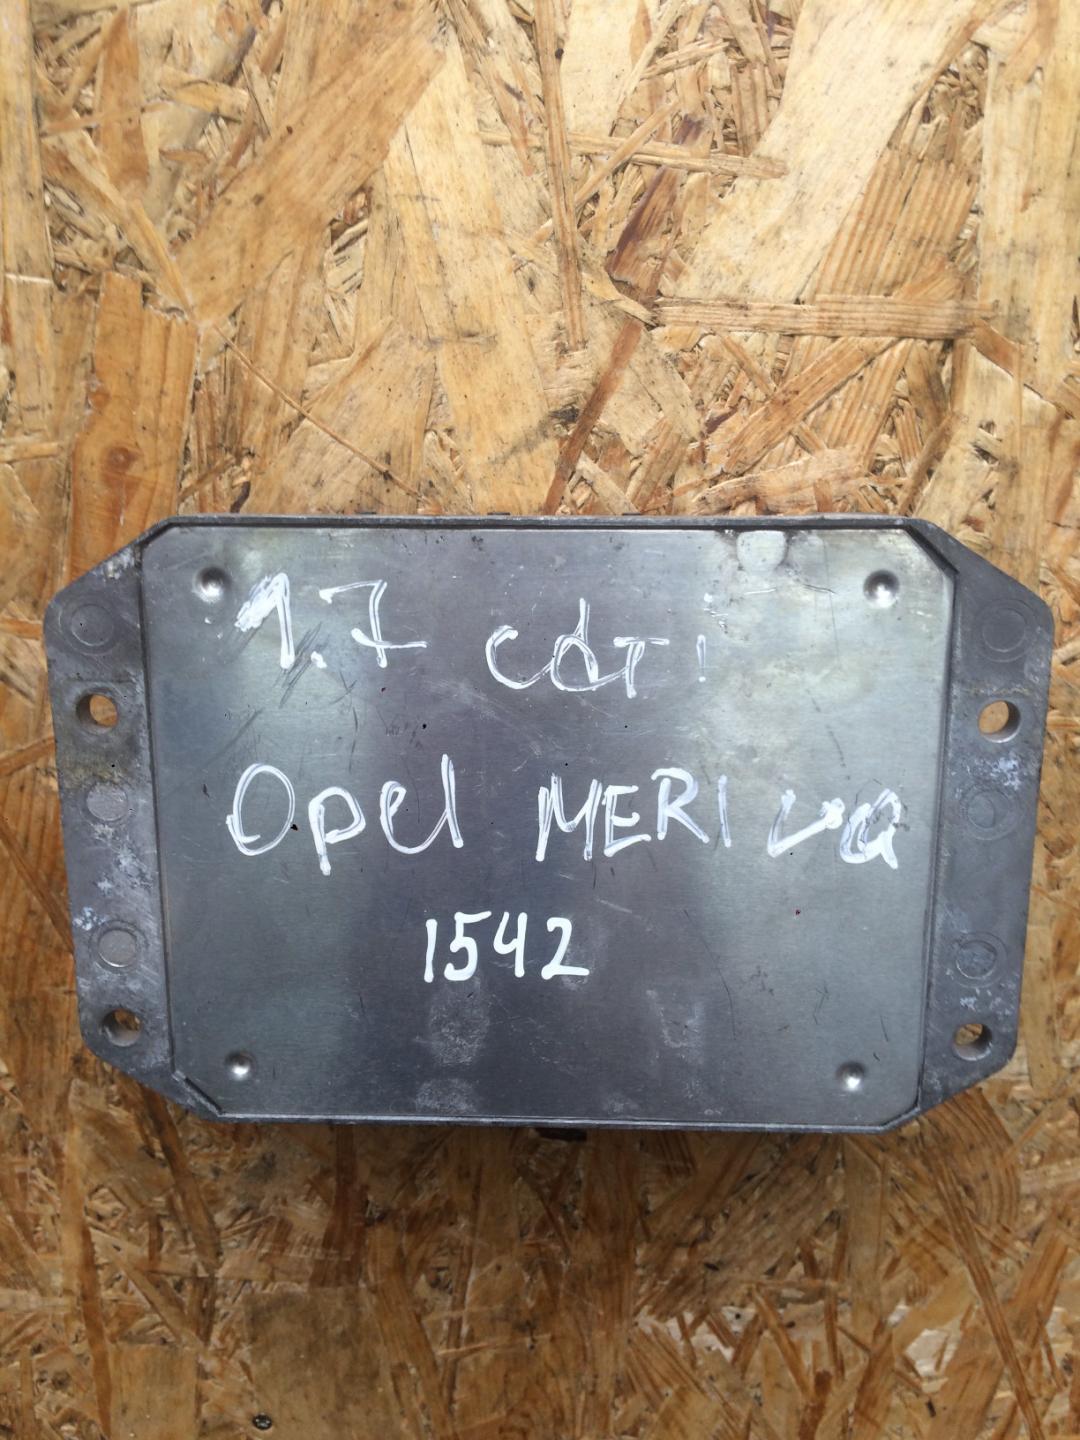 1.7 cdTi
Opel MERIva
1542